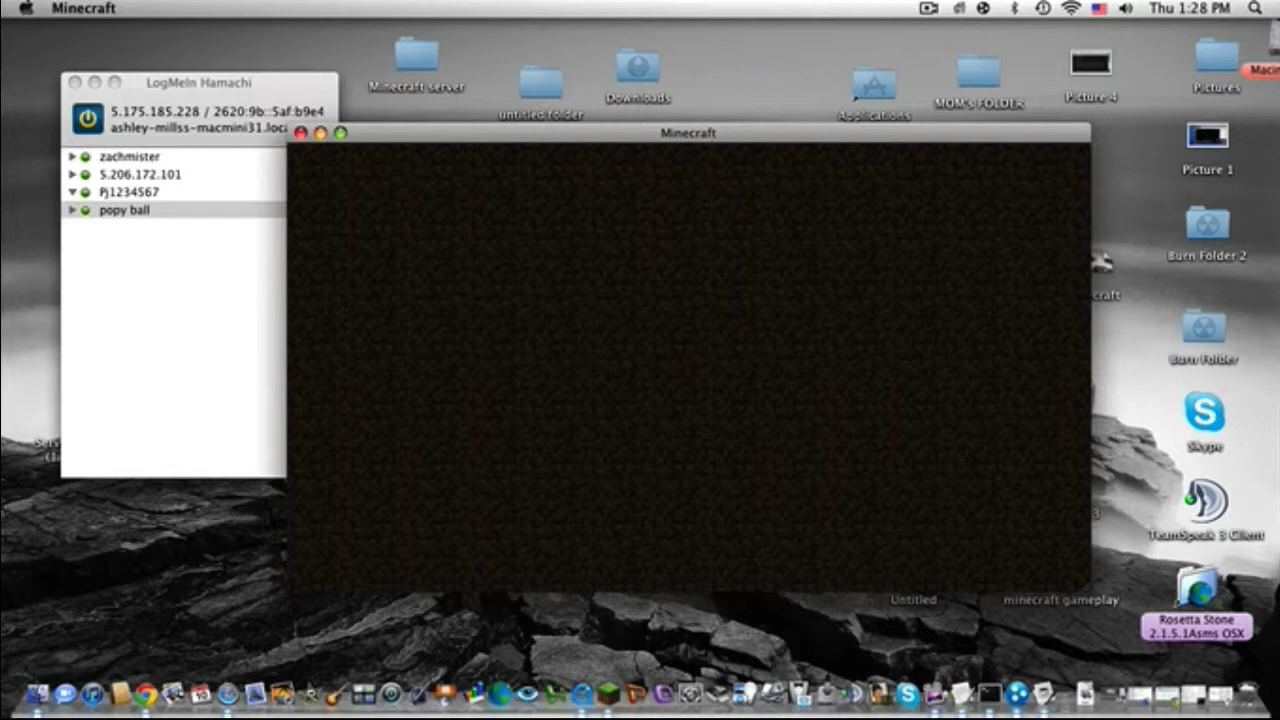 Minecraft
Thu 1:28 PM
LogMeIn Hamachi
5.175.185.228 / 2620:9b::5af:b9e4
ashley-millss-macmini31.loca
zachmister
5.206.172.101
Pj1234567
popy ball
Minecraft server
untitled folder
Downloads
Applications
MOM'S FOLDER
Picture 4
Pictures
Macin
Minecraft
Picture 1
Burn Folder 2
craft
Burn Folder
Skype
TeamSpeak 3 Client
Untitled
minecraft gameplay
Rosetta Stone
2.1.5.1Asms OSX